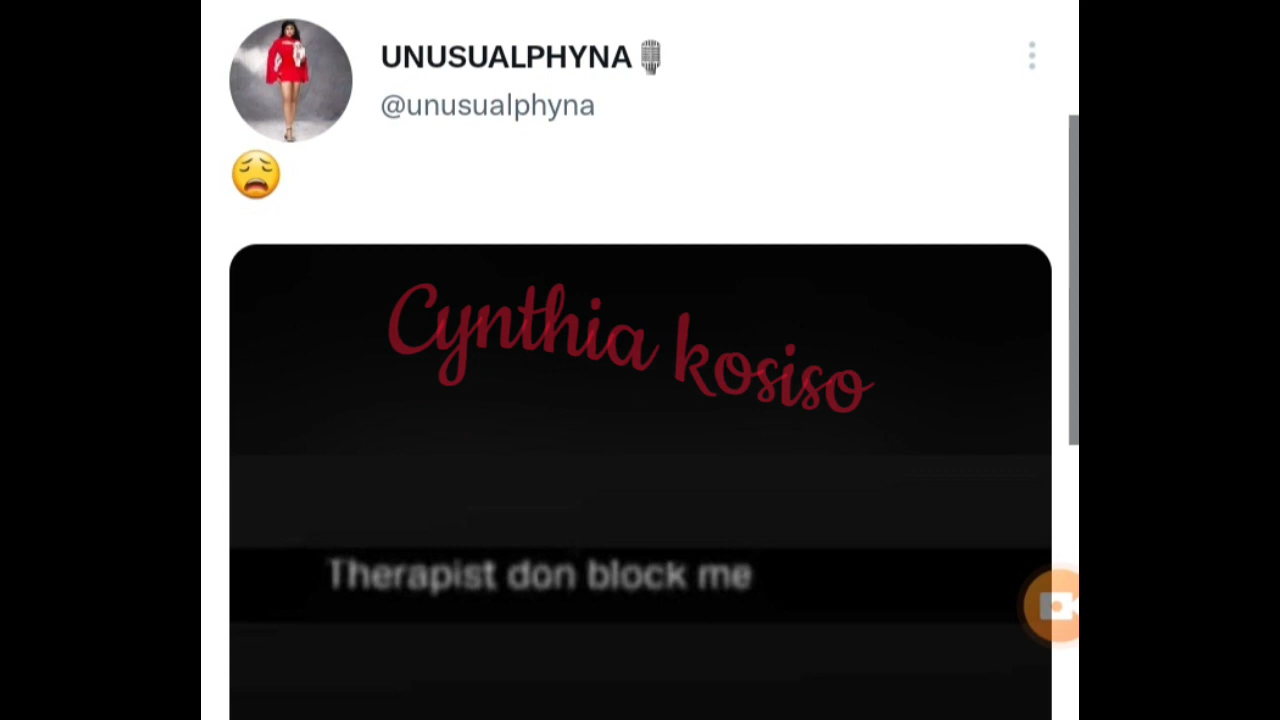 UNUSUALPHYNA🎙
@unusualphyna
😩
Cynthia kosiso
Therapist don block me